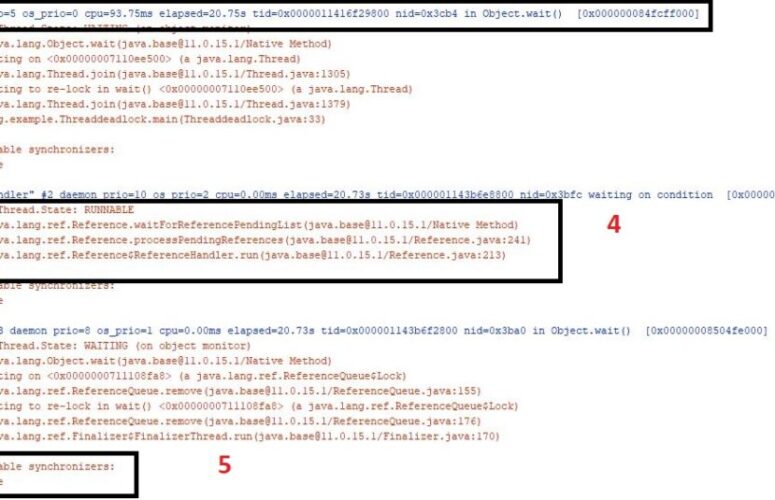 o=5 os_prio=0 cpu=93.75ms elapsed=20.75s tid=0x0000011416f29800 nid=0x3cb4 in Object.wait()  [0x000000084fcff000]
Thread.State: WAITING (on object monitor)
va.lang.Object.wait(java.base@11.0.15.1/Native Method)
ting on <0x00000007110ee500> (a java.lang.Thread)
va.lang.Thread.join(java.base@11.0.15.1/Thread.java:1305)
ting to re-lock in wait() <0x00000007110ee500> (a java.lang.Thread)
va.lang.Thread.join(java.base@11.0.15.1/Thread.java:1379)
g.example.Threaddeadlock.main(Threaddeadlock.java:33)
able synchronizers:
e
ndler" #2 daemon prio=10 os_prio=2 cpu=0.00ms elapsed=20.73s tid=0x000001143b6e8800 nid=0x3bfc waiting on condition  [0x00000
Thread.State: RUNNABLE
va.lang.ref.Reference.waitForReferencePendingList(java.base@11.0.15.1/Native Method)
va.lang.ref.Reference.processPendingReferences(java.base@11.0.15.1/Reference.java:241)
va.lang.ref.Reference$ReferenceHandler.run(java.base@11.0.15.1/Reference.java:213)
4
able synchronizers:
e
3 daemon prio=8 os_prio=1 cpu=0.00ms elapsed=20.73s tid=0x000001143b6f2800 nid=0x3ba0 in Object.wait()  [0x00000008504fe000]
Thread.State: WAITING (on object monitor)
va.lang.Object.wait(java.base@11.0.15.1/Native Method)
ting on <0x0000000711108fa8> (a java.lang.ref.ReferenceQueue$Lock)
va.lang.ref.ReferenceQueue.remove(java.base@11.0.15.1/ReferenceQueue.java:155)
ting to re-lock in wait() <0x0000000711108fa8> (a java.lang.ref.ReferenceQueue$Lock)
va.lang.ref.ReferenceQueue.remove(java.base@11.0.15.1/ReferenceQueue.java:176)
va.lang.ref.Finalizer$FinalizerThread.run(java.base@11.0.15.1/Finalizer.java:170)
able synchronizers:
5
e